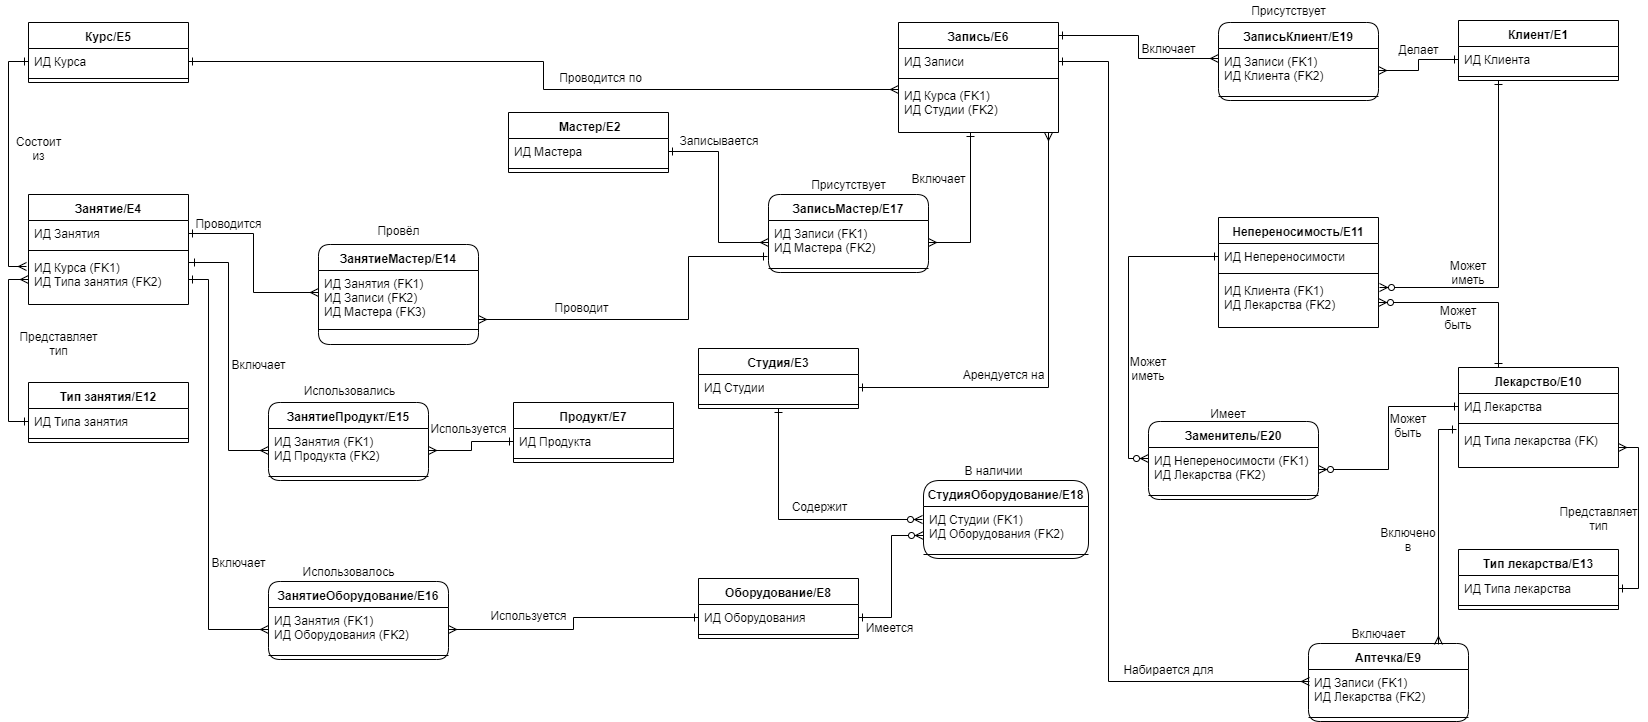 Курс/E5
ИД Курса
Проводится по
Запись/E6
ИД Записи
ИД Курса (FK1)
ИД Студии (FK2)
Включает
Присутствует
ЗаписьКлиент/E19
ИД Записи (FK1)
ИД Клиента (FK2)
Делает
Клиент/E1
ИД Клиента
Мастер/E2
ИД Мастера
Записывается
Включает
Состоит
из
Присутствует
ЗаписьМастер/E17
ИД Записи (FK1)
ИД Мастера (FK2)
Занятие/E4
ИД Занятия
ИД Курса (FK1)
ИД Типа занятия (FK2)
Проводится
Провёл
ЗанятиеМастер/E14
ИД Занятия (FK1)
ИД Записи (FK2)
ИД Мастера (FK3)
Проводит
Непереносимость/E11
ИД Непереносимости
ИД Клиента (FK1)
ИД Лекарства (FK2)
Может
иметь
Может
быть
Представляет
тип
Включает
Студия/E3
ИД Студии
Арендуется на
Может
иметь
Лекарство/E10
ИД Лекарства
ИД Типа лекарства (FK)
Тип занятия/E12
ИД Типа занятия
Использовались
ЗанятиеПродукт/E15
ИД Занятия (FK1)
ИД Продукта (FK2)
Используется
Продукт/E7
ИД Продукта
Имеет
Заменитель/E20
ИД Непереносимости (FK1)
ИД Лекарства (FK2)
Может
быть
В наличии
СтудияОборудование/E18
ИД Студии (FK1)
ИД Оборудования (FK2)
Содержит
Включено
в
Представляет
тип
Тип лекарства/E13
ИД Типа лекарства
Включает
Использовалось
ЗанятиеОборудование/E16
ИД Занятия (FK1)
ИД Оборудования (FK2)
Используется
Оборудование/E8
ИД Оборудования
Имеется
Набирается для
Включает
Аптечка/E9
ИД Записи (FK1)
ИД Лекарства (FK2)